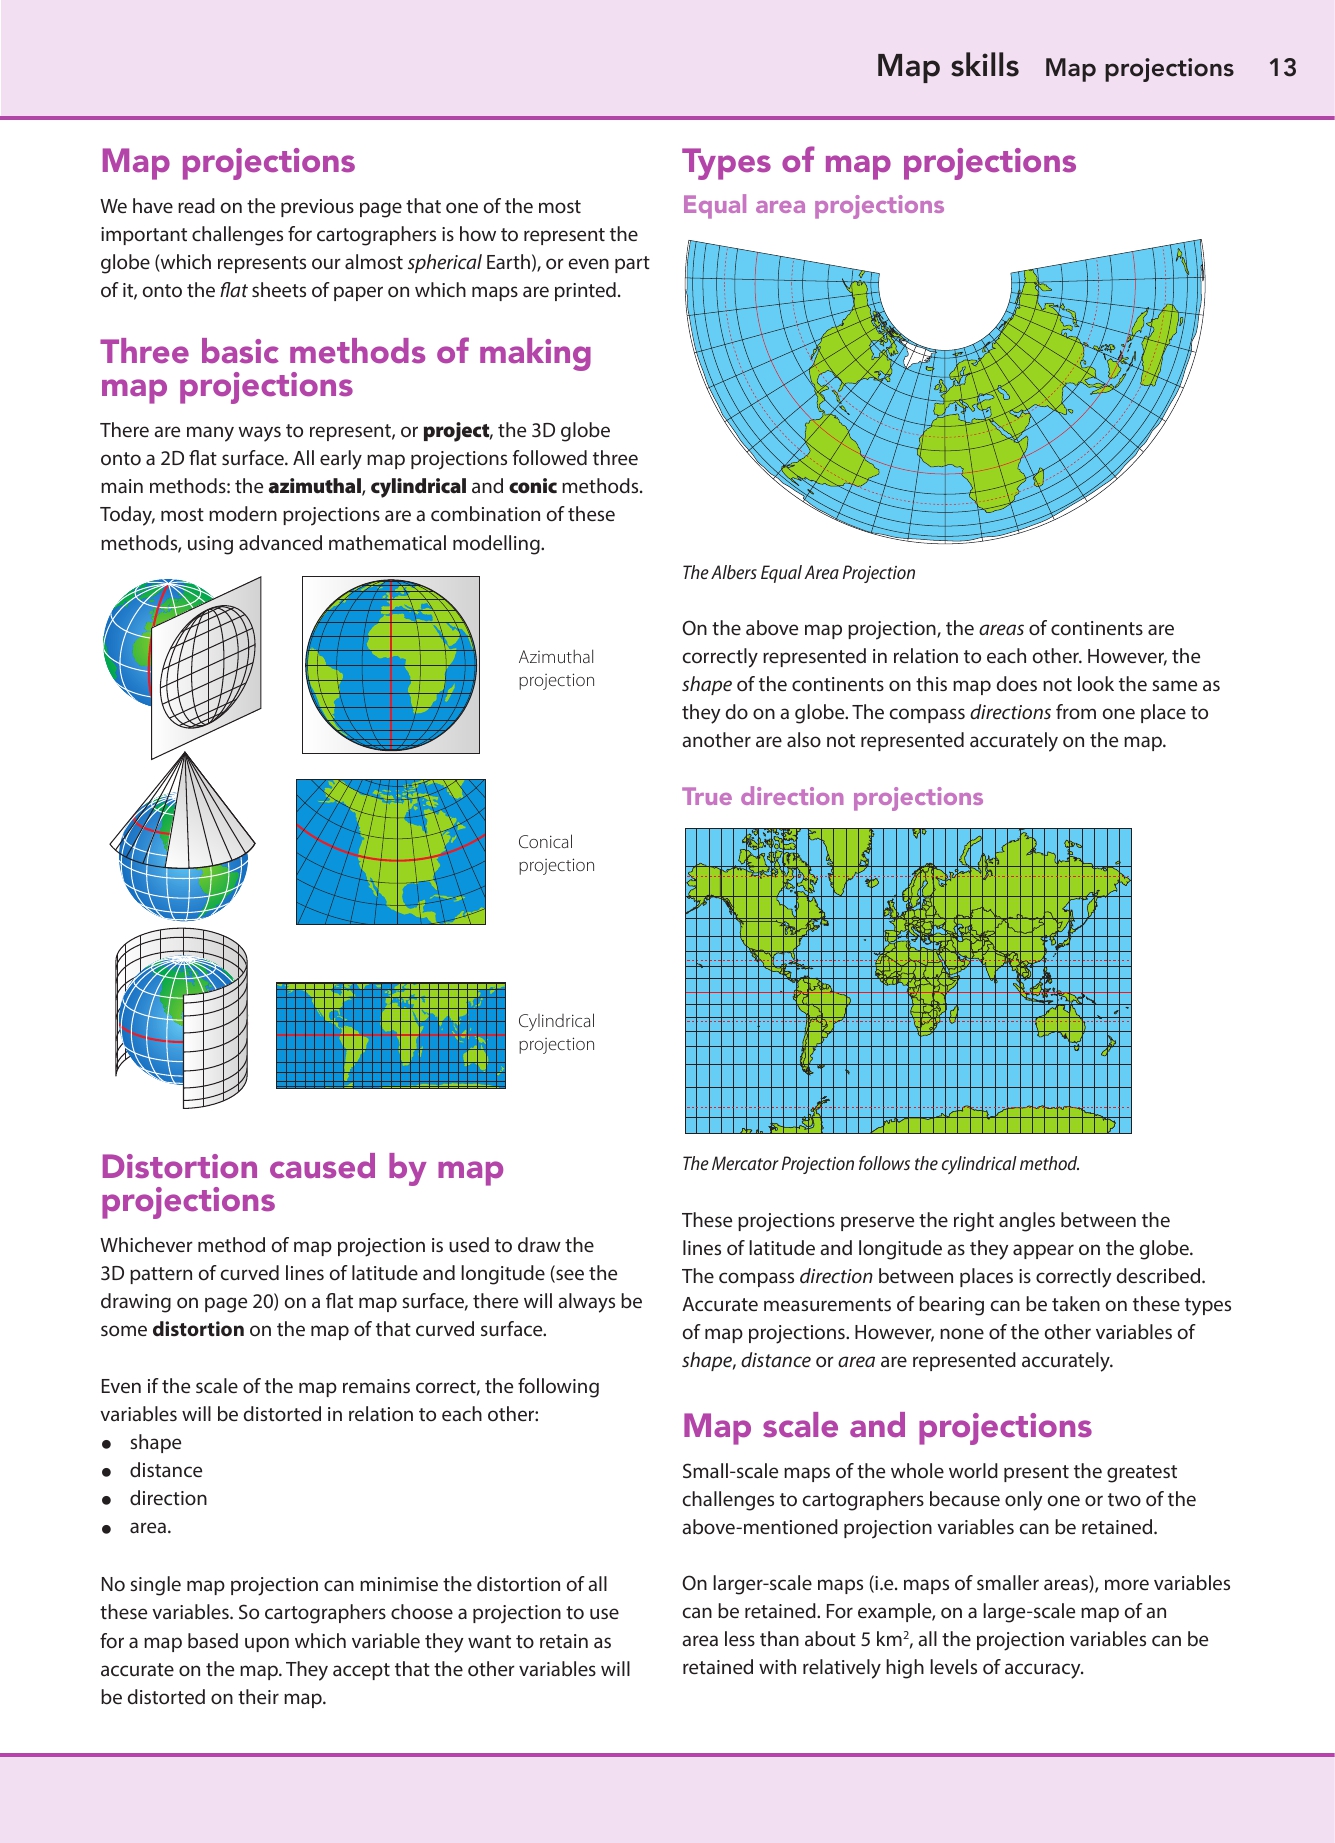 Map skills Map projections 13
Map projections
We have read on the previous page that one of the most
important challenges for cartographers is how to represent the
globe (which represents our almost spherical Earth), or even part
of it, onto the flat sheets of paper on which maps are printed.
Three basic methods of making
map projections
There are many ways to represent, or project, the 3D globe
onto a 2D flat surface. All early map projections followed three
main methods: the azimuthal, cylindrical and conic methods.
Today, most modern projections are a combination of these
methods, using advanced mathematical modelling.
Azimuthal
projection
Conical
projection
Cylindrical
projection
Distortion caused by map
projections
Whichever method of map projection is used to draw the
3D pattern of curved lines of latitude and longitude (see the
drawing on page 20) on a flat map surface, there will always be
some distortion on the map of that curved surface.
Even if the scale of the map remains correct, the following
variables will be distorted in relation to each other:
● shape
● distance
● direction
● area.
No single map projection can minimise the distortion of all
these variables. So cartographers choose a projection to use
for a map based upon which variable they want to retain as
accurate on the map. They accept that the other variables will
be distorted on their map.
Types of map projections
Equal area projections
The Albers Equal Area Projection
On the above map projection, the areas of continents are
correctly represented in relation to each other. However, the
shape of the continents on this map does not look the same as
they do on a globe. The compass directions from one place to
another are also not represented accurately on the map.
True direction projections
The Mercator Projection follows the cylindrical method.
These projections preserve the right angles between the
lines of latitude and longitude as they appear on the globe.
The compass direction between places is correctly described.
Accurate measurements of bearing can be taken on these types
of map projections. However, none of the other variables of
shape, distance or area are represented accurately.
Map scale and projections
Small-scale maps of the whole world present the greatest
challenges to cartographers because only one or two of the
above-mentioned projection variables can be retained.
On larger-scale maps (i.e. maps of smaller areas), more variables
can be retained. For example, on a large-scale map of an
area less than about 5 km², all the projection variables can be
retained with relatively high levels of accuracy.